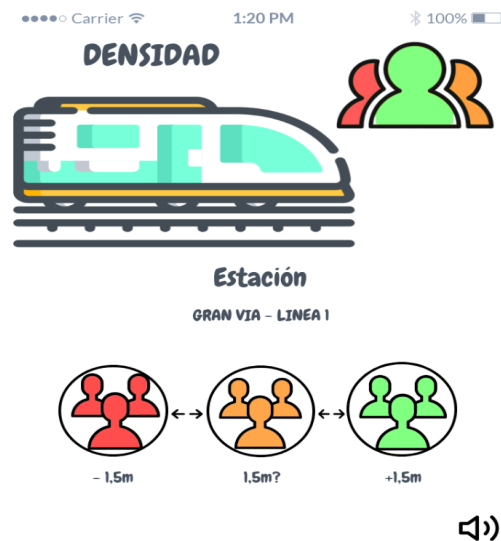 Carrier 1:20 PM 100%
DENSIDAD
Estación
GRAN VIA - LINEA 1
- 1,5m 1,5m? +1,5m